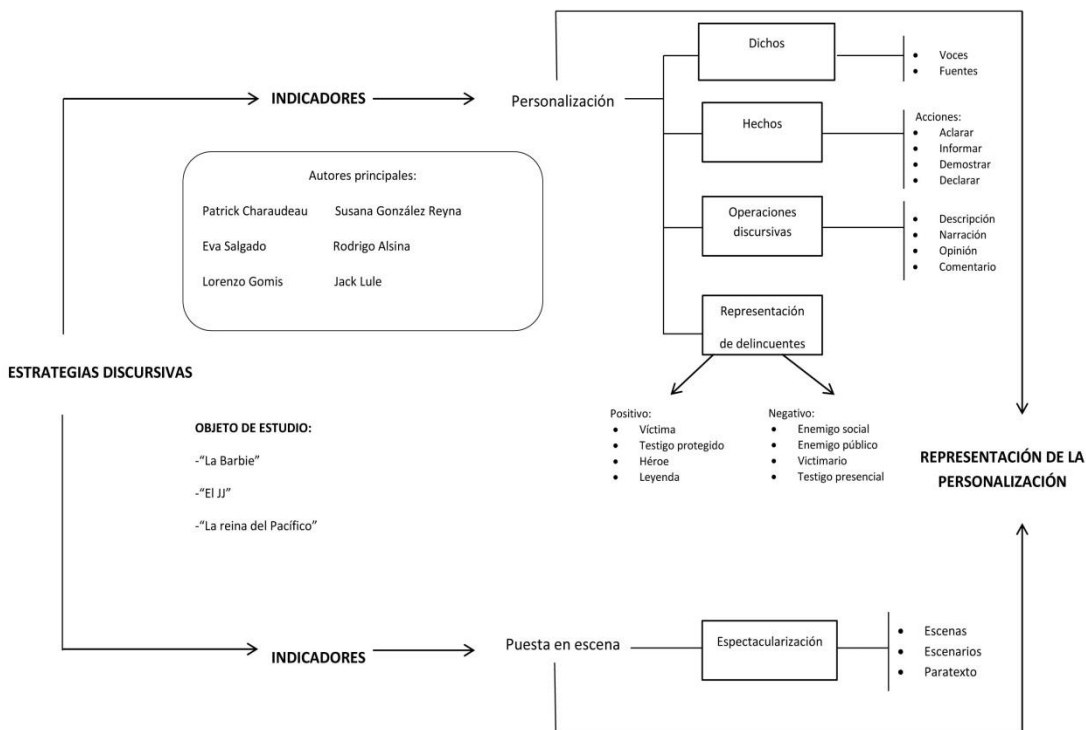 Dichos
• Voces
• Fuentes
INDICADORES
Personalización
Hechos
Acciones:
• Aclarar
• Informar
• Demostrar
• Declarar
Autores principales:
Patrick Charaudeau Susana González Reyna
Eva Salgado Rodrigo Alsina
Lorenzo Gomis Jack Lule
Operaciones
discursivas
• Descripción
• Narración
• Opinión
• Comentario
Representación
de delincuentes
ESTRATEGIAS DISCURSIVAS
OBJETO DE ESTUDIO:
-“La Barbie”
-“El JJ”
-“La reina del Pacífico”
Positivo:
• Víctima
• Testigo protegido
• Héroe
• Leyenda
Negativo:
• Enemigo social
• Enemigo público
• Victimario
• Testigo presencial
REPRESENTACIÓN DE LA
PERSONALIZACIÓN
INDICADORES
Puesta en escena
Espectacularización
• Escenas
• Escenarios
• Paratexto